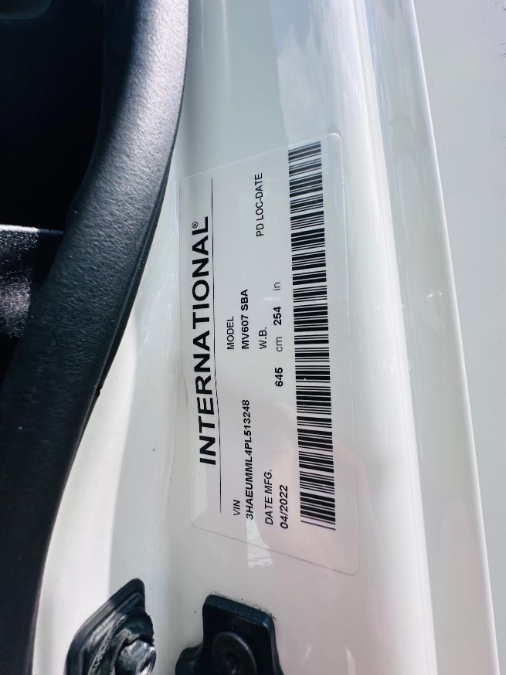 INTERNATIONAL®
VIN MODEL
3HAEUMML4PL513248 MV607 SBA
DATE MFG. W.B. PD LOC-DATE
04/2022 645 cm 254 in